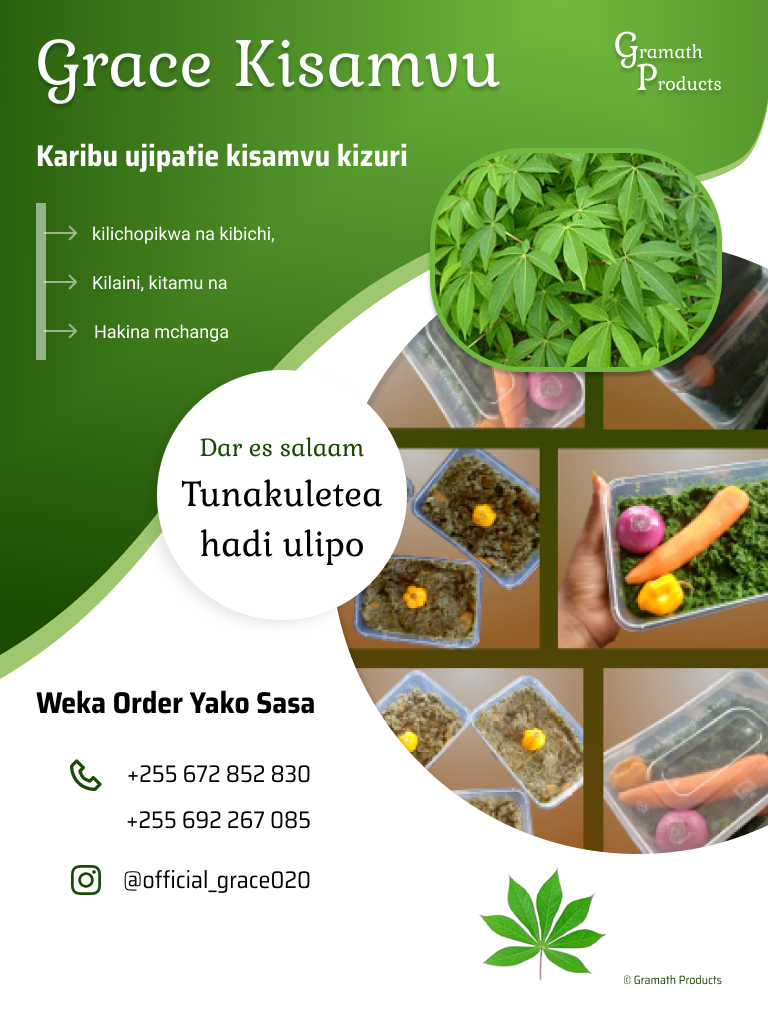 Grace Kisamvu
Gramath
Products
Karibu ujipatie kisamvu kizuri
kilichopikwa na kibichi,
Kilaini, kitamu na
Hakina mchanga
Dar es salaam
Tunakuletea
hadi ulipo
Weka Order Yako Sasa
+255 672 852 830
+255 692 267 085
@official_grace020
© Gramath Products